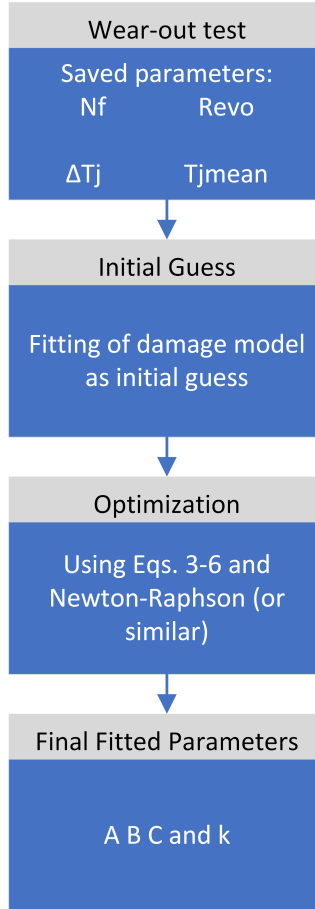 Wear-out test
Saved parameters:
Nf Revo
ΔTj Tjmean
Initial Guess
Fitting of damage model
as initial guess
Optimization
Using Eqs. 3-6 and
Newton-Raphson (or
similar)
Final Fitted Parameters
A B C and k